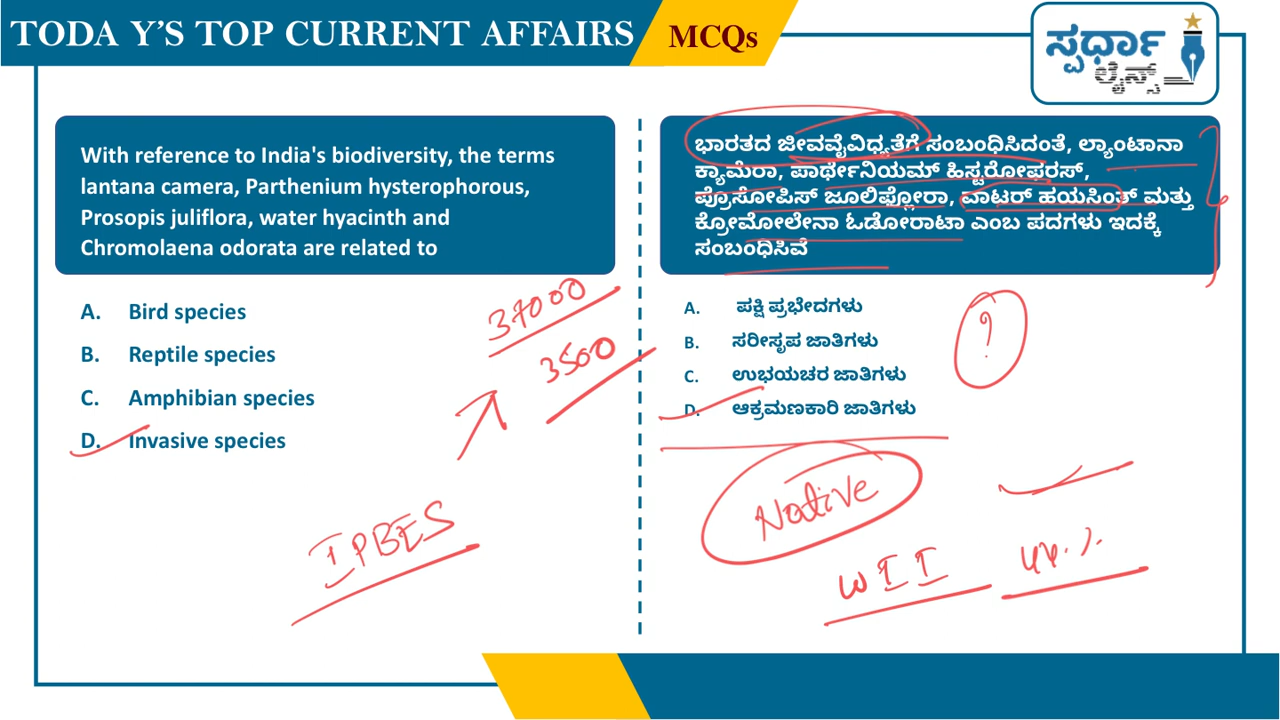 TODA Y'S TOP CURRENT AFFAIRS
MCQs
ಸ್ಪರ್ಧಾ
ಲೈನ್ಸ್
With reference to India's biodiversity, the terms
lantana camera, Parthenium hysterophorous,
Prosopis juliflora, water hyacinth and
Chromolaena odorata are related to
A. Bird species
B. Reptile species
C. Amphibian species
D. Invasive species
37000
3500
IPBES
ಭಾರತದ ಜೀವವೈವಿಧ್ಯತೆಗೆ ಸಂಬಂಧಿಸಿದಂತೆ, ಲ್ಯಾಂಟಾನಾ
ಕ್ಯಾಮೆರಾ, ಪಾರ್ಥೇನಿಯಮ್ ಹಿಸ್ಟರೋಫರಸ್,
ಪ್ರೊಸೋಪಿಸ್ ಜೂಲಿಫ್ಲೋರಾ, ವಾಟರ್ ಹಯಸಿಂತ್ ಮತ್ತು
ಕ್ರೋಮೋಲೇನಾ ಓಡೋರಾಟಾ ಎಂಬ ಪದಗಳು ಇದಕ್ಕೆ
ಸಂಬಂಧಿಸಿವೆ
A. ಪಕ್ಷಿ ಪ್ರಭೇದಗಳು
B. ಸರೀಸೃಪ ಜಾತಿಗಳು
C. ಉಭಯಚರ ಜಾತಿಗಳು
D. ಆಕ್ರಮಣಕಾರಿ ಜಾತಿಗಳು
?
Native
WII